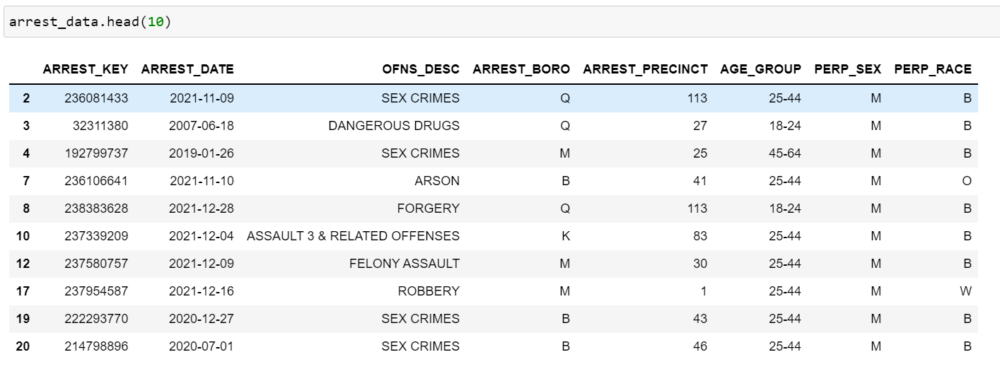 arrest_data.head(10)
ARREST_KEY ARREST_DATE OFNS_DESC ARREST_BORO ARREST_PRECINCT AGE_GROUP PERP_SEX PERP_RACE
2 236081433 2021-11-09 SEX CRIMES Q 113 25-44 M B
3 32311380 2007-06-18 DANGEROUS DRUGS Q 27 18-24 M B
4 192799737 2019-01-26 SEX CRIMES M 25 45-64 M B
7 236106641 2021-11-10 ARSON B 41 25-44 M O
8 238383628 2021-12-28 FORGERY Q 113 18-24 M B
10 237339209 2021-12-04 ASSAULT 3 & RELATED OFFENSES K 83 25-44 M B
12 237580757 2021-12-09 FELONY ASSAULT M 30 25-44 M B
17 237954587 2021-12-16 ROBBERY M 1 25-44 M W
19 222293770 2020-12-27 SEX CRIMES B 43 25-44 M B
20 214798896 2020-07-01 SEX CRIMES B 46 25-44 M B